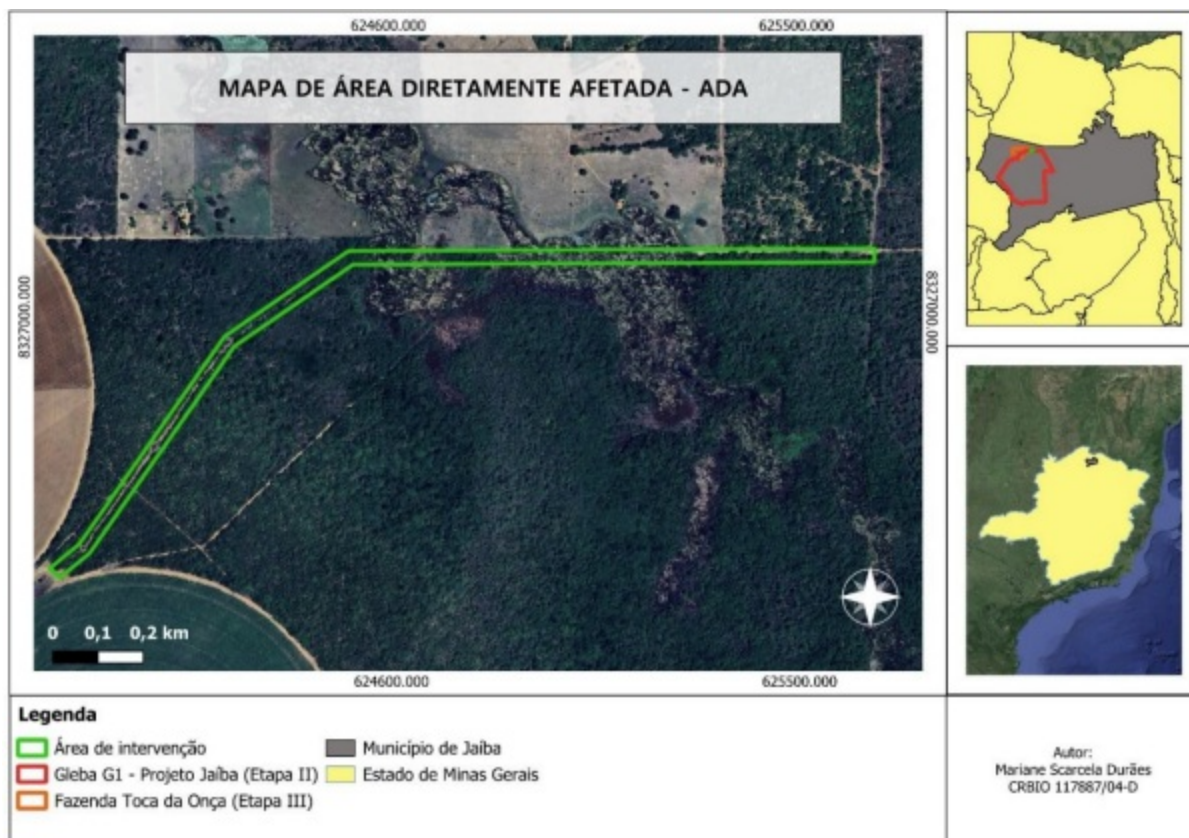 624600.000
625500.000
MAPA DE ÁREA DIRETAMENTE AFETADA - ADA
8327000.000
8327000.000
0 0,1 0,2 km
624600.000
625500.000
Legenda
Área de intervenção
Gleba G1 - Projeto Jaíba (Etapa II)
Fazenda Toca da Onça (Etapa III)
Município de Jaíba
Estado de Minas Gerais
Autor:
Mariane Scarcela Durães
CRBIO 117887/04-D